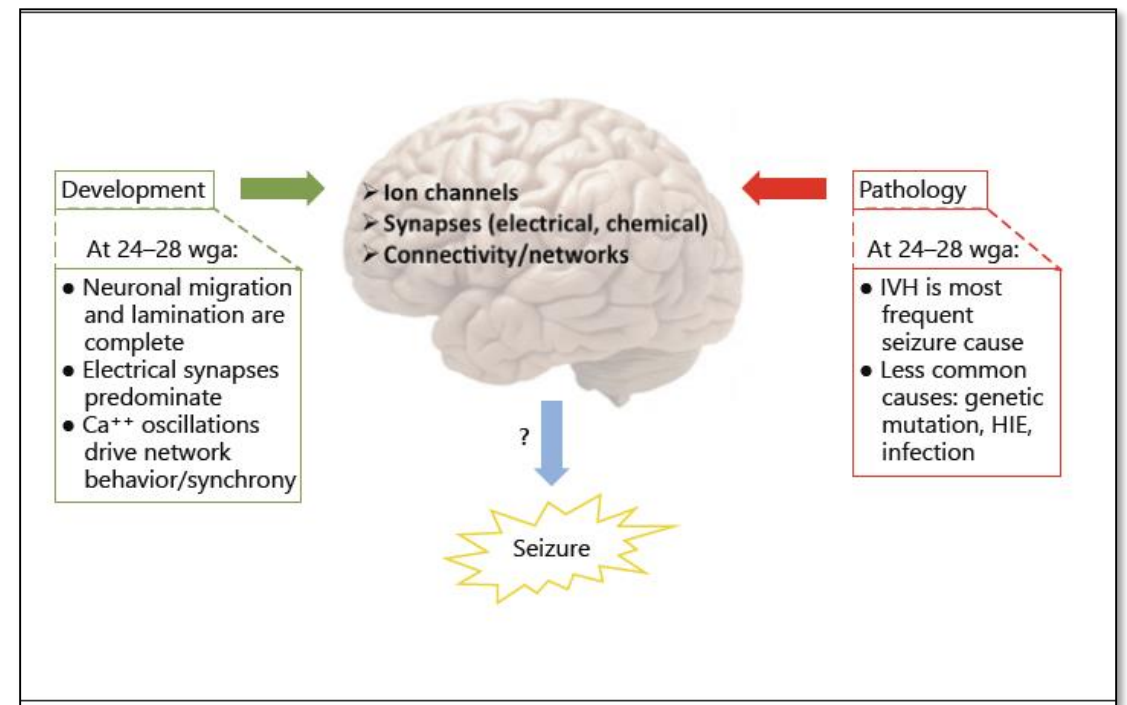 Development
At 24–28 wga:
● Neuronal migration
and lamination are
complete
● Electrical synapses
predominate
● Ca⁺⁺ oscillations
drive network
behavior/synchrony
➢ Ion channels
➢ Synapses (electrical, chemical)
➢ Connectivity/networks
Pathology
At 24–28 wga:
● IVH is most
frequent
seizure cause
● Less common
causes: genetic
mutation, HIE,
infection
?
Seizure